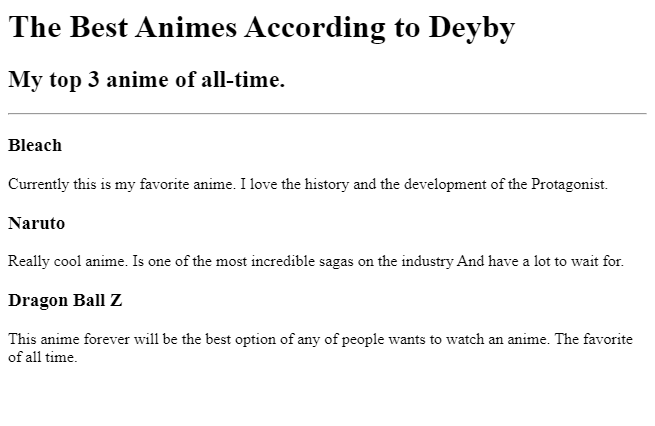 The Best Animes According to Deyby
My top 3 anime of all-time.
Bleach
Currently this is my favorite anime. I love the history and the development of the Protagonist.
Naruto
Really cool anime. Is one of the most incredible sagas on the industry And have a lot to wait for.
Dragon Ball Z
This anime forever will be the best option of any of people wants to watch an anime. The favorite
of all time.